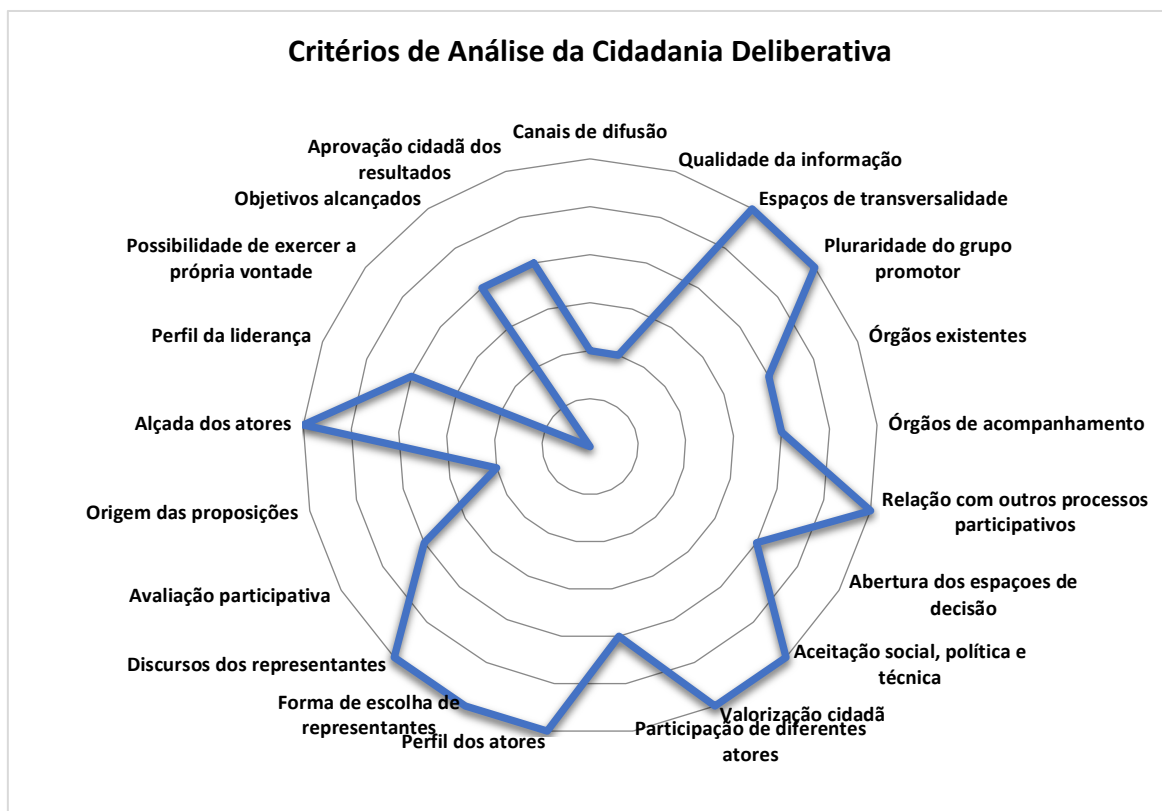 Critérios de Análise da Cidadania Deliberativa
Canais de difusão
Qualidade da informação
Espaços de transversalidade
Pluraridade do grupo
promotor
Órgãos existentes
Órgãos de acompanhamento
Relação com outros processos
participativos
Abertura dos espaçoes de
decisão
Aceitação social, política e
técnica
Valorização cidadã
Participação de diferentes
atores
Perfil dos atores
Forma de escolha de
representantes
Discursos dos representantes
Avaliação participativa
Origem das proposições
Alçada dos atores
Perfil da liderança
Possibilidade de exercer a
própria vontade
Objetivos alcançados
Aprovação cidadã dos
resultados